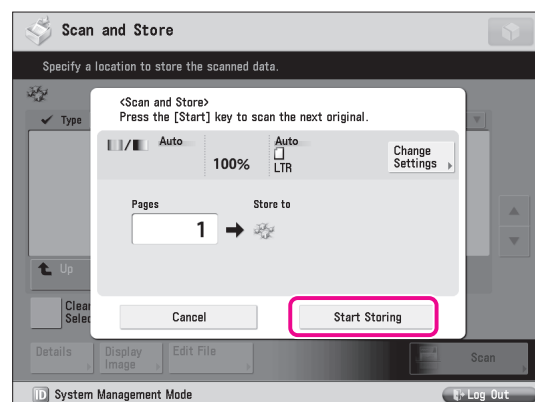 Scan and Store
Specify a location to store the scanned data.
Type
<Scan and Store>
Press the [Start] key to scan the next original.
Auto
100%
Auto
LTR
Change
Settings
Pages
Store to
1
Up
Clear
Cancel
Start Storing
Details
Display
Image
Edit File
Scan
ID System Management Mode
Log Out